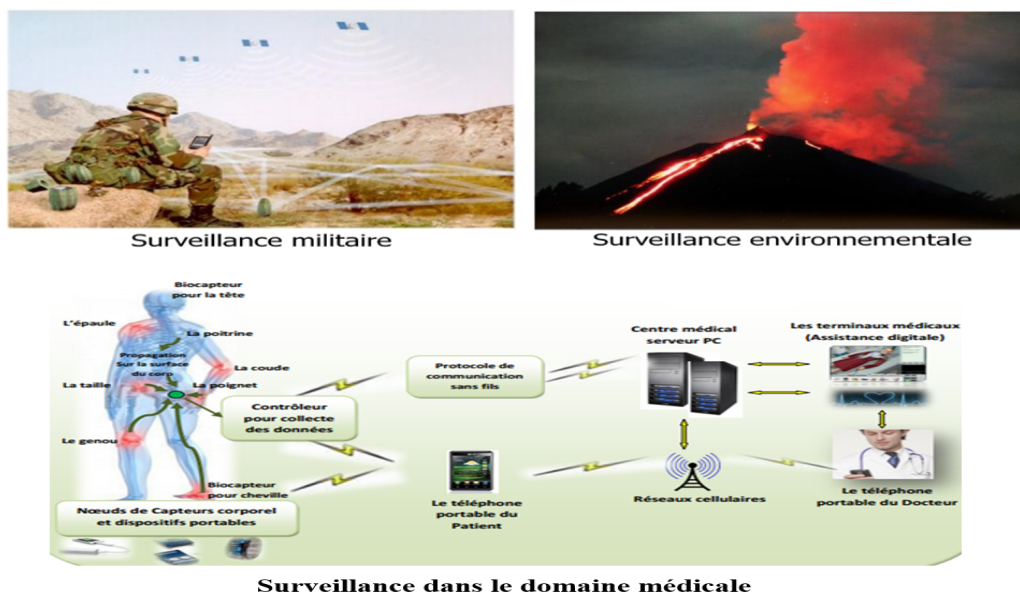 Surveillance militaire
Surveillance environnementale
Biocapteur
pour la tête
L'épaule
La poitrine
Propagation
Sur la surface
du corp
La coude
La taille
La poignet
Contrôleur
pour collecte
des données
Le genou
Biocapteur
pour cheville
Nœuds de Capteurs corporel
et dispositifs portables
Protocole de
communication
sans fils
Le téléphone
portable du
Patient
Centre médical
serveur PC
Réseaux cellulaires
Les terminaux médicaux
(Assistance digitale)
Le téléphone
portable du Docteur
Surveillance dans le domaine médicale